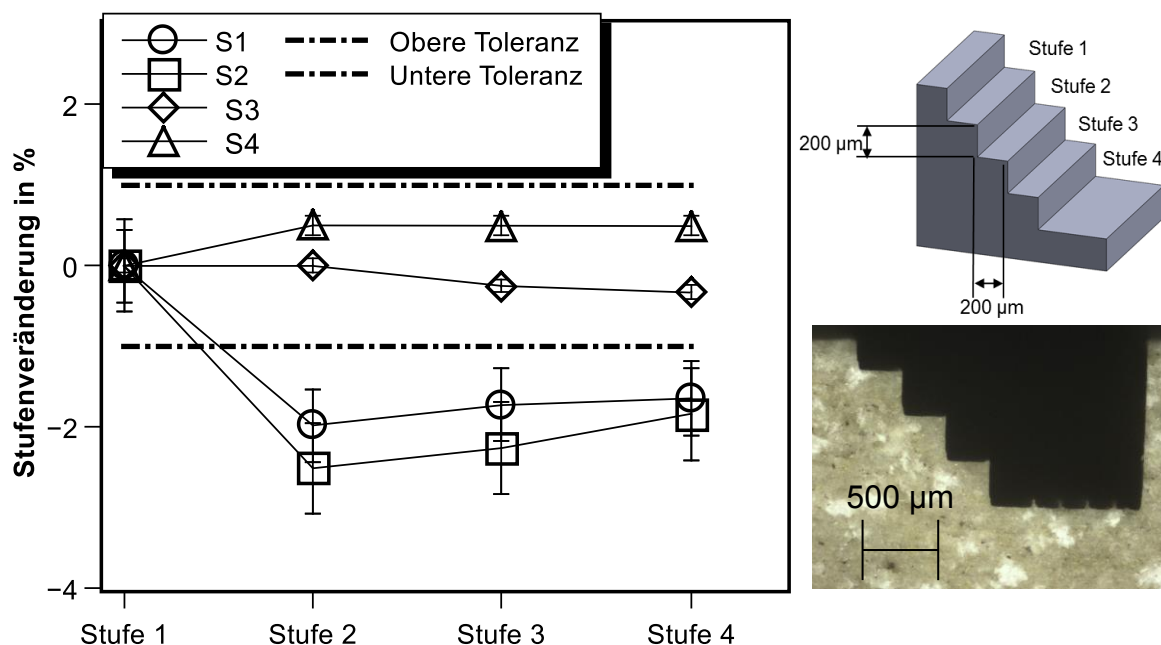 S1
Obere Toleranz
S2
Untere Toleranz
S3
S4
Stufenveränderung in %
2
0
−2
−4
Stufe 1
Stufe 2
Stufe 3
Stufe 4
Stufe 1
Stufe 2
Stufe 3
Stufe 4
200 µm
200 µm
500 µm